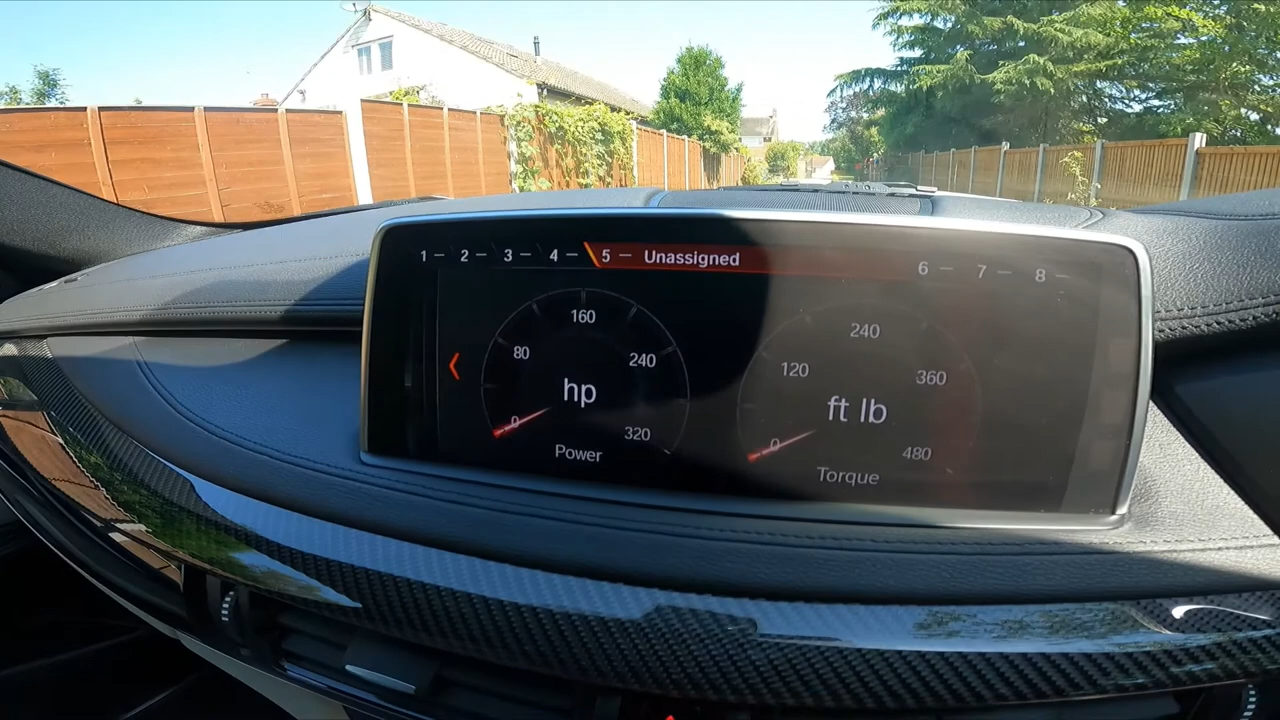 1 – 2 – 3 – 4 – 5 – Unassigned 6 – 7 – 8 –
160
80
240
hp
0
320
Power
240
120
360
ft lb
0
480
Torque